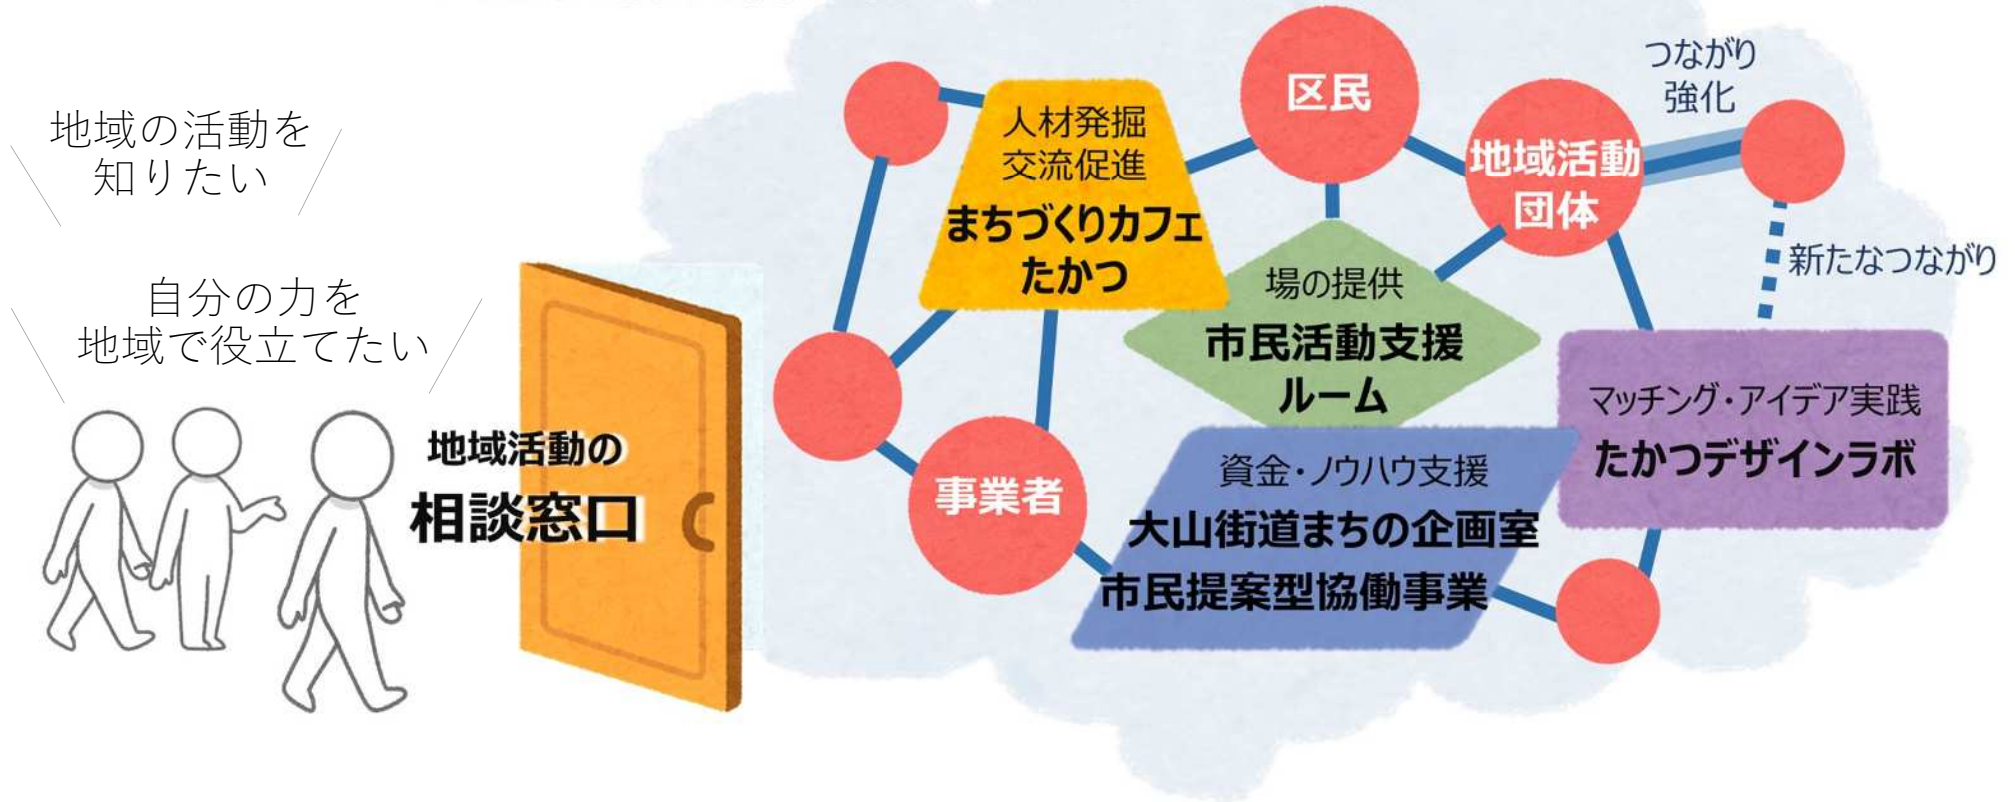 地域の活動を
知りたい
自分の力を
地域で役立てたい
地域活動の
相談窓口
人材発掘
交流促進
まちづくりカフェ
たかつ
区民
地域活動
団体
つながり
強化
新たなつながり
場の提供
市民活動支援
ルーム
マッチング・アイデア実践
たかつデザインラボ
事業者
資金・ノウハウ支援
大山街道まちの企画室
市民提案型協働事業